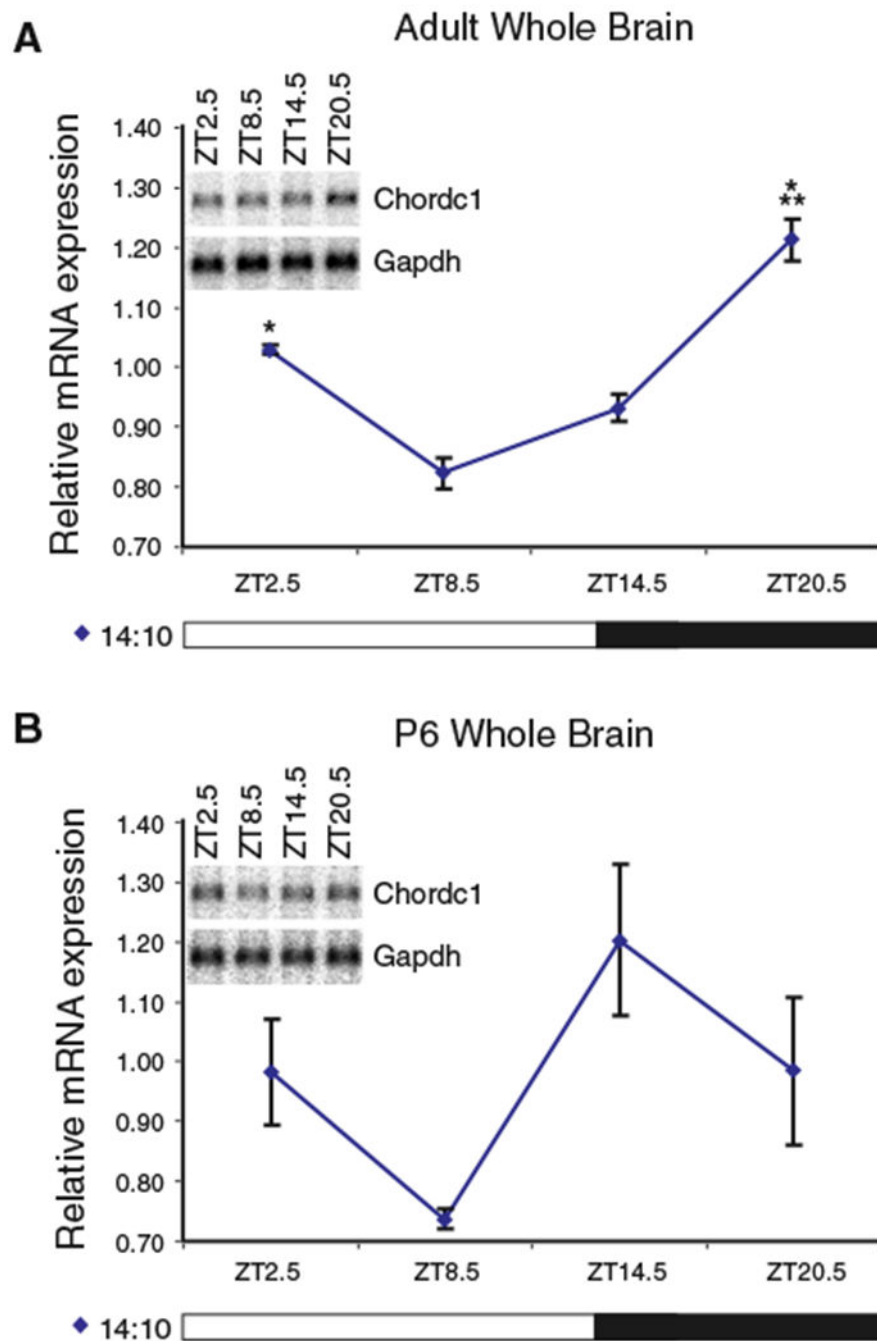 A
Adult Whole Brain
Relative mRNA expression
1.40
1.30
1.20
1.10
1.00
0.90
0.80
0.70
ZT2.5
ZT8.5
ZT14.5
ZT20.5
Chordc1
Gapdh
*
*
**
ZT2.5 ZT8.5 ZT14.5 ZT20.5
14:10
B
P6 Whole Brain
Relative mRNA expression
1.40
1.30
1.20
1.10
1.00
0.90
0.80
0.70
ZT2.5
ZT8.5
ZT14.5
ZT20.5
Chordc1
Gapdh
ZT2.5 ZT8.5 ZT14.5 ZT20.5
14:10